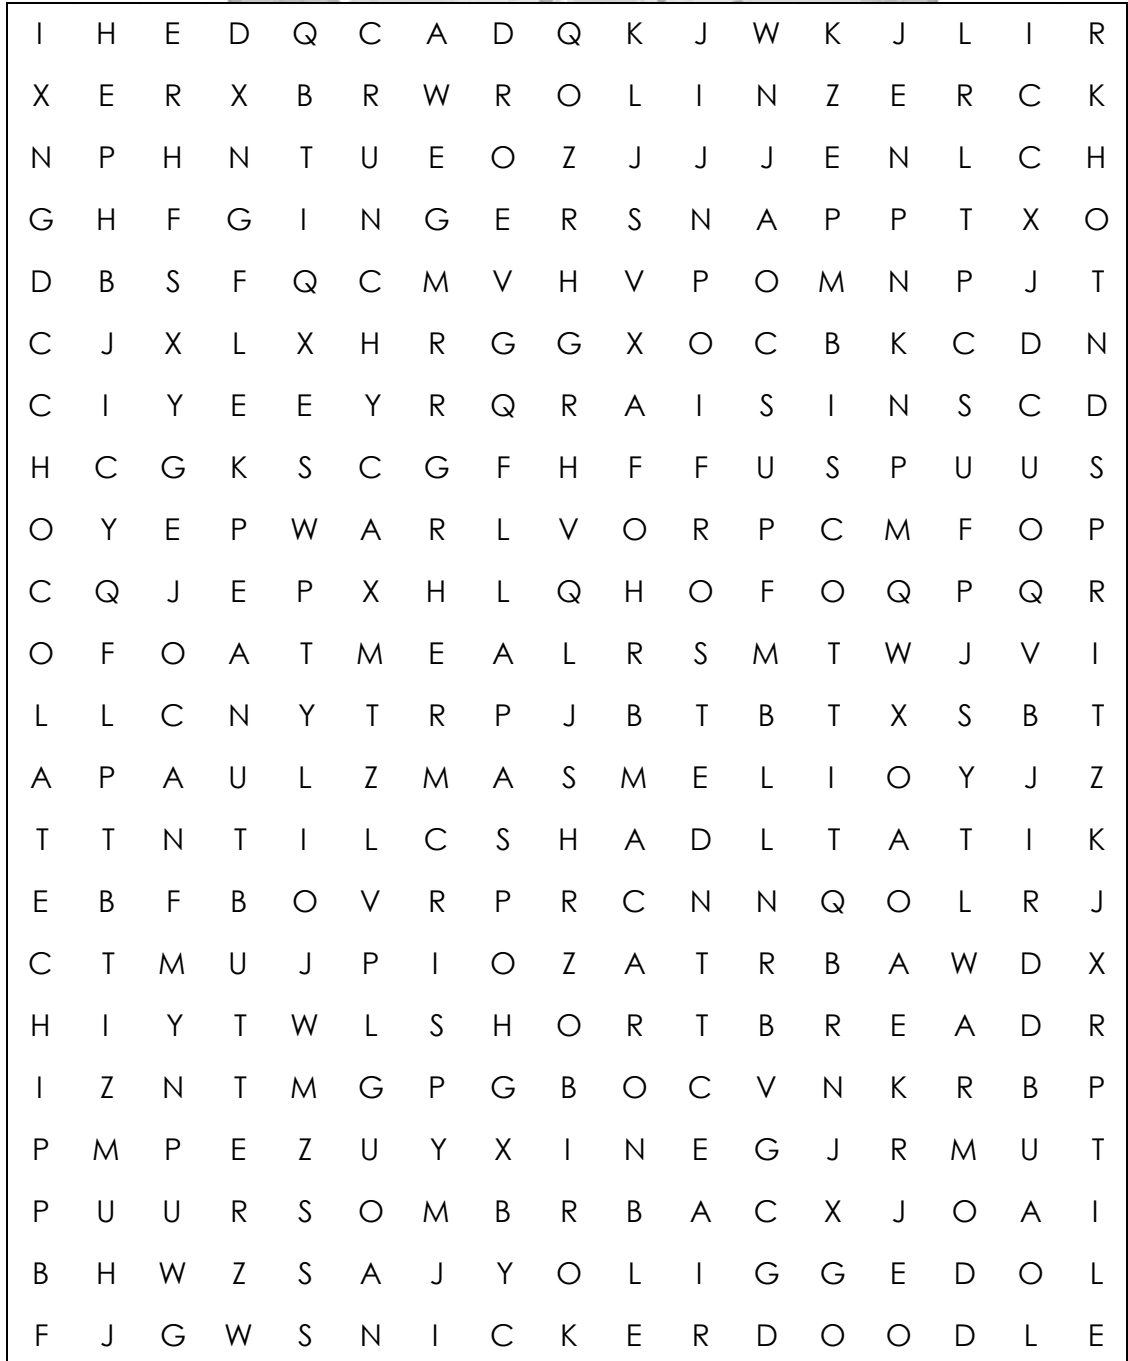 I H E D Q C A D Q K J W K J L I R
X E R X B R W R O L I N Z E R C K
N P H N T U E O Z J J J E N L C H
G H F G I N G E R S N A P P T X O
D B S F Q C M V H V P O M N P J T
C J X L X H R G G X O C B K C D N
C I Y E E Y R Q R A I S I N S C D
H C G K S C G F H F F U S P U U S
O Y E P W A R L V O R P C M F O P
C Q J E P X H L Q H O F O Q P Q R
O F O A T M E A L R S M T W J V I
L L C N Y T R P J B T B T X S B T
A P A U L Z M A S M E L I O Y J Z
T T N T I L C S H A D L T A T I K
E B F B O V R P R C N N Q O L R J
C T M U J P I O Z A T R B A W D X
H I Y T W L S H O R T B R E A D R
I Z N T M G P G B O C V N K R B P
P M P E Z U Y X I N E G J R M U T
P U U R S O M B R B A C X J O A I
B H W Z S A J Y O L I G G E D O L
F J G W S N I C K E R D O O D L E